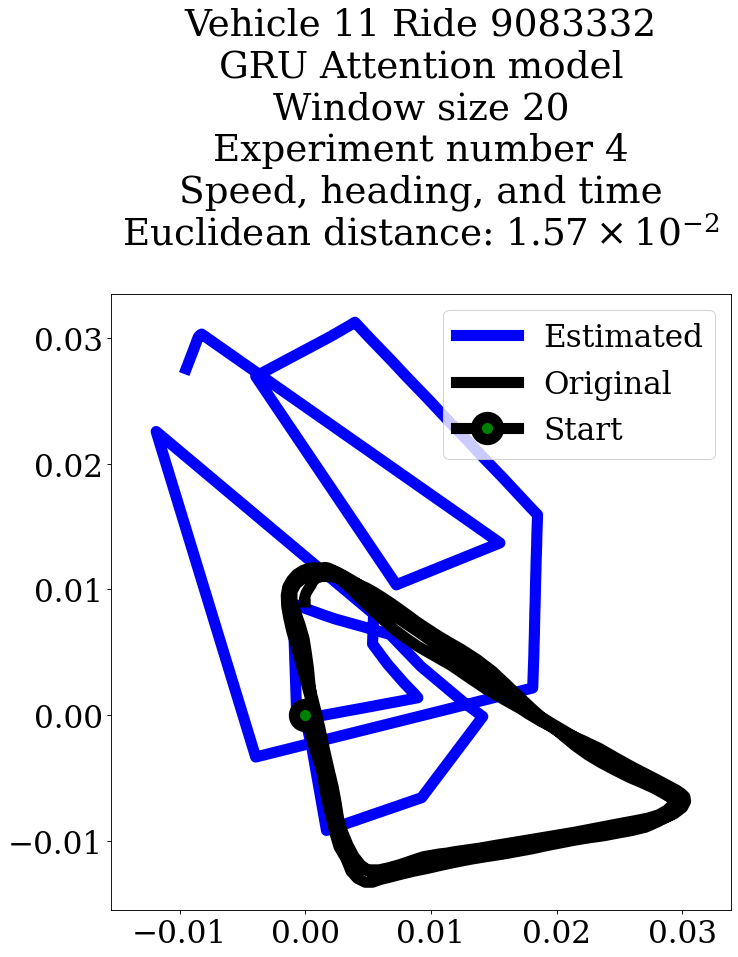 Vehicle 11 Ride 9083332
GRU Attention model
Window size 20
Experiment number 4
Speed, heading, and time
Euclidean distance: 1.57 × 10⁻²
Estimated
Original
Start
0.03
0.02
0.01
0.00
−0.01
−0.01 0.00 0.01 0.02 0.03